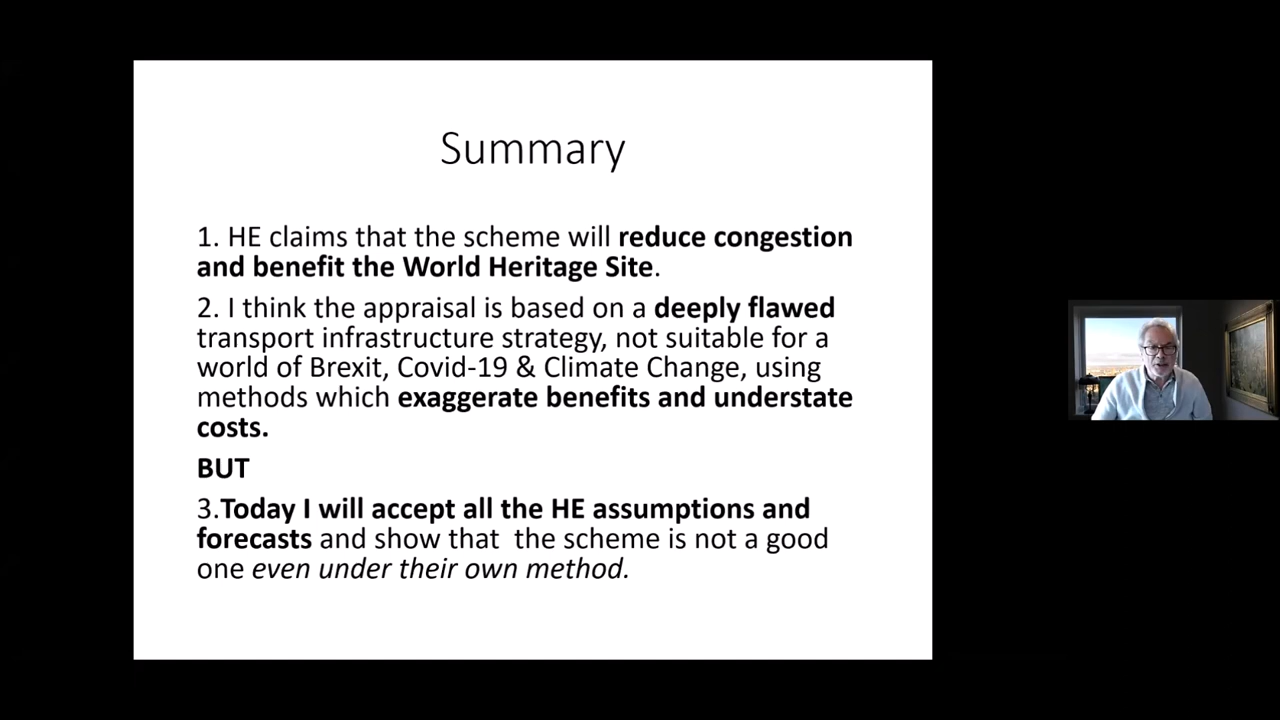 Summary
1. HE claims that the scheme will reduce congestion
and benefit the World Heritage Site.
2. I think the appraisal is based on a deeply flawed
transport infrastructure strategy, not suitable for a
world of Brexit, Covid-19 & Climate Change, using
methods which exaggerate benefits and understate
costs.
BUT
3.Today I will accept all the HE assumptions and
forecasts and show that  the scheme is not a good
one even under their own method.